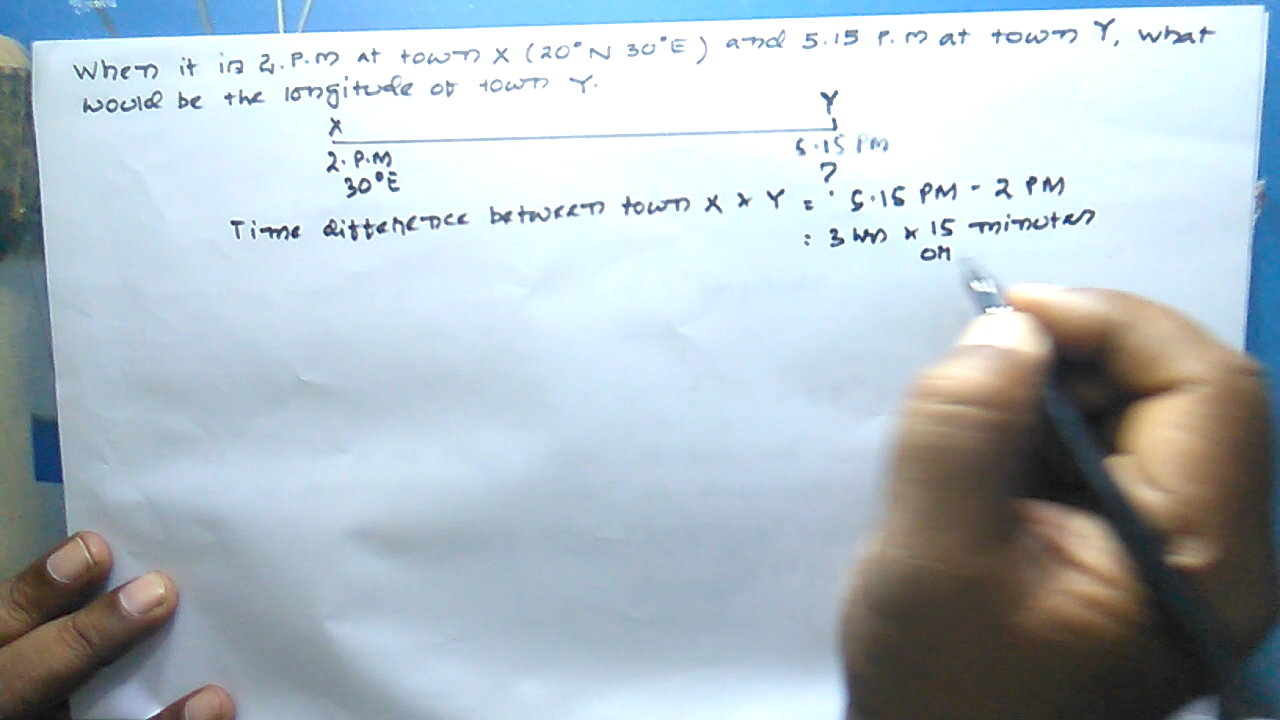 When it is 2.P.M at town X (20°N 30°E) and 5.15 P.M at town Y, what
would be the longitude of town Y.
X Y
2.P.M 5.15 PM
30°E ?
Time difference between town X & Y = 5.15 PM - 2 PM
= 3 hrs & 15 minutes
OR